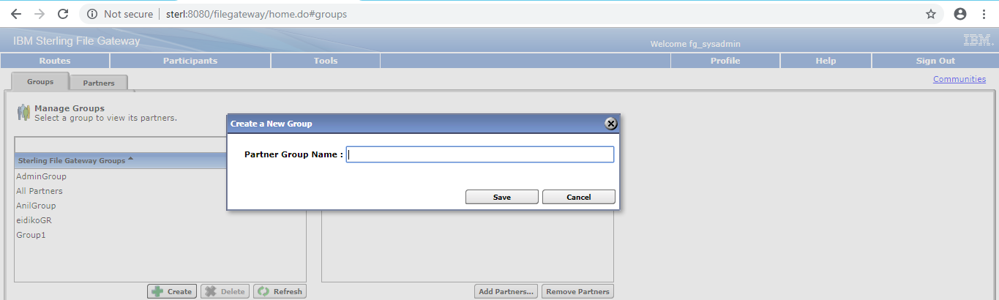 Not secure | sterl:8080/filegateway/home.do#groups
IBM Sterling File Gateway
Welcome fg_sysadmin
IBM.
Routes Participants Tools Profile Help Sign Out
Groups Partners Communities
Manage Groups
Select a group to view its partners.
Create a New Group
Partner Group Name :
Save Cancel
Sterling File Gateway Groups
AdminGroup
All Partners
AnilGroup
eidikoGR
Group1
Create Delete Refresh Add Partners... Remove Partners